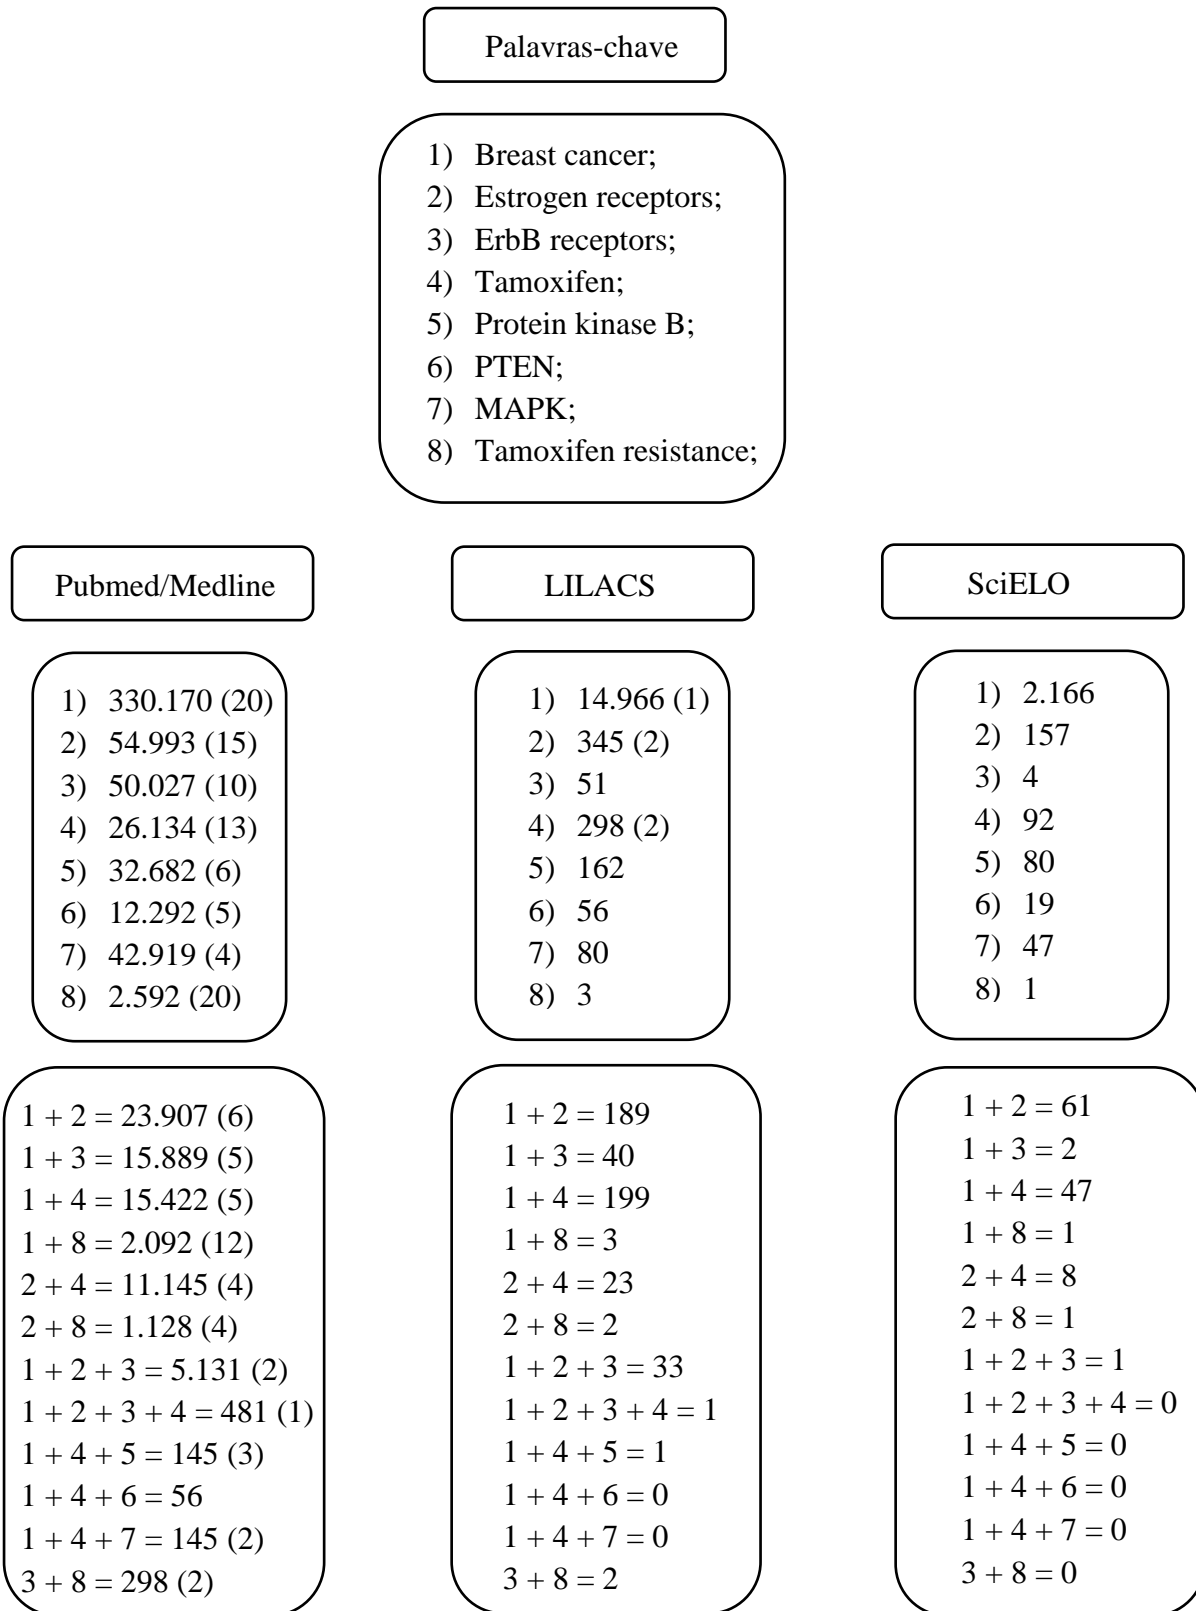 Palavras-chave
1) Breast cancer;
2) Estrogen receptors;
3) ErbB receptors;
4) Tamoxifen;
5) Protein kinase B;
6) PTEN;
7) MAPK;
8) Tamoxifen resistance;
Pubmed/Medline
1) 330.170 (20)
2) 54.993 (15)
3) 50.027 (10)
4) 26.134 (13)
5) 32.682 (6)
6) 12.292 (5)
7) 42.919 (4)
8) 2.592 (20)
1 + 2 = 23.907 (6)
1 + 3 = 15.889 (5)
1 + 4 = 15.422 (5)
1 + 8 = 2.092 (12)
2 + 4 = 11.145 (4)
2 + 8 = 1.128 (4)
1 + 2 + 3 = 5.131 (2)
1 + 2 + 3 + 4 = 481 (1)
1 + 4 + 5 = 145 (3)
1 + 4 + 6 = 56
1 + 4 + 7 = 145 (2)
3 + 8 = 298 (2)
LILACS
1) 14.966 (1)
2) 345 (2)
3) 51
4) 298 (2)
5) 162
6) 56
7) 80
8) 3
1 + 2 = 189
1 + 3 = 40
1 + 4 = 199
1 + 8 = 3
2 + 4 = 23
2 + 8 = 2
1 + 2 + 3 = 33
1 + 2 + 3 + 4 = 1
1 + 4 + 5 = 1
1 + 4 + 6 = 0
1 + 4 + 7 = 0
3 + 8 = 2
SciELO
1) 2.166
2) 157
3) 4
4) 92
5) 80
6) 19
7) 47
8) 1
1 + 2 = 61
1 + 3 = 2
1 + 4 = 47
1 + 8 = 1
2 + 4 = 8
2 + 8 = 1
1 + 2 + 3 = 1
1 + 2 + 3 + 4 = 0
1 + 4 + 5 = 0
1 + 4 + 6 = 0
1 + 4 + 7 = 0
3 + 8 = 0